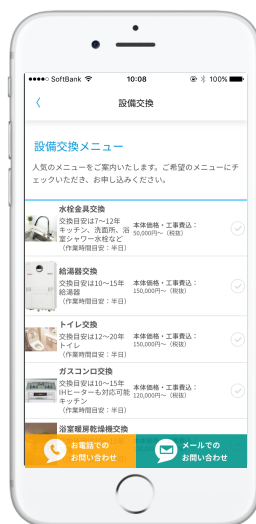 SoftBank 10:08 100%
設備交換
設備交換メニュー
人気のメニューをご案内いたします。ご希望のメニューにチ
ェックいただき、お申し込みください。
水栓金具交換
交換目安は7〜12年
キッチン、洗面所、浴
室シャワー水栓など
（作業時間目安：半日）
本体価格・工事費込：
50,000円〜（税抜）
給湯器交換
交換目安は10〜15年
給湯器
（作業時間目安：半日）
本体価格・工事費込：
150,000円〜（税抜）
トイレ交換
交換目安は12〜20年
トイレ
（作業時間目安：半日）
本体価格・工事費込：
150,000円〜（税抜）
ガスコンロ交換
交換目安は10〜15年
IHヒーターも対応可能
キッチン
（作業時間目安：半日）
本体価格・工事費込：
120,000円〜（税抜）
浴室暖房乾燥機交換
お電話での
お問い合わせ
メールでの
お問い合わせ